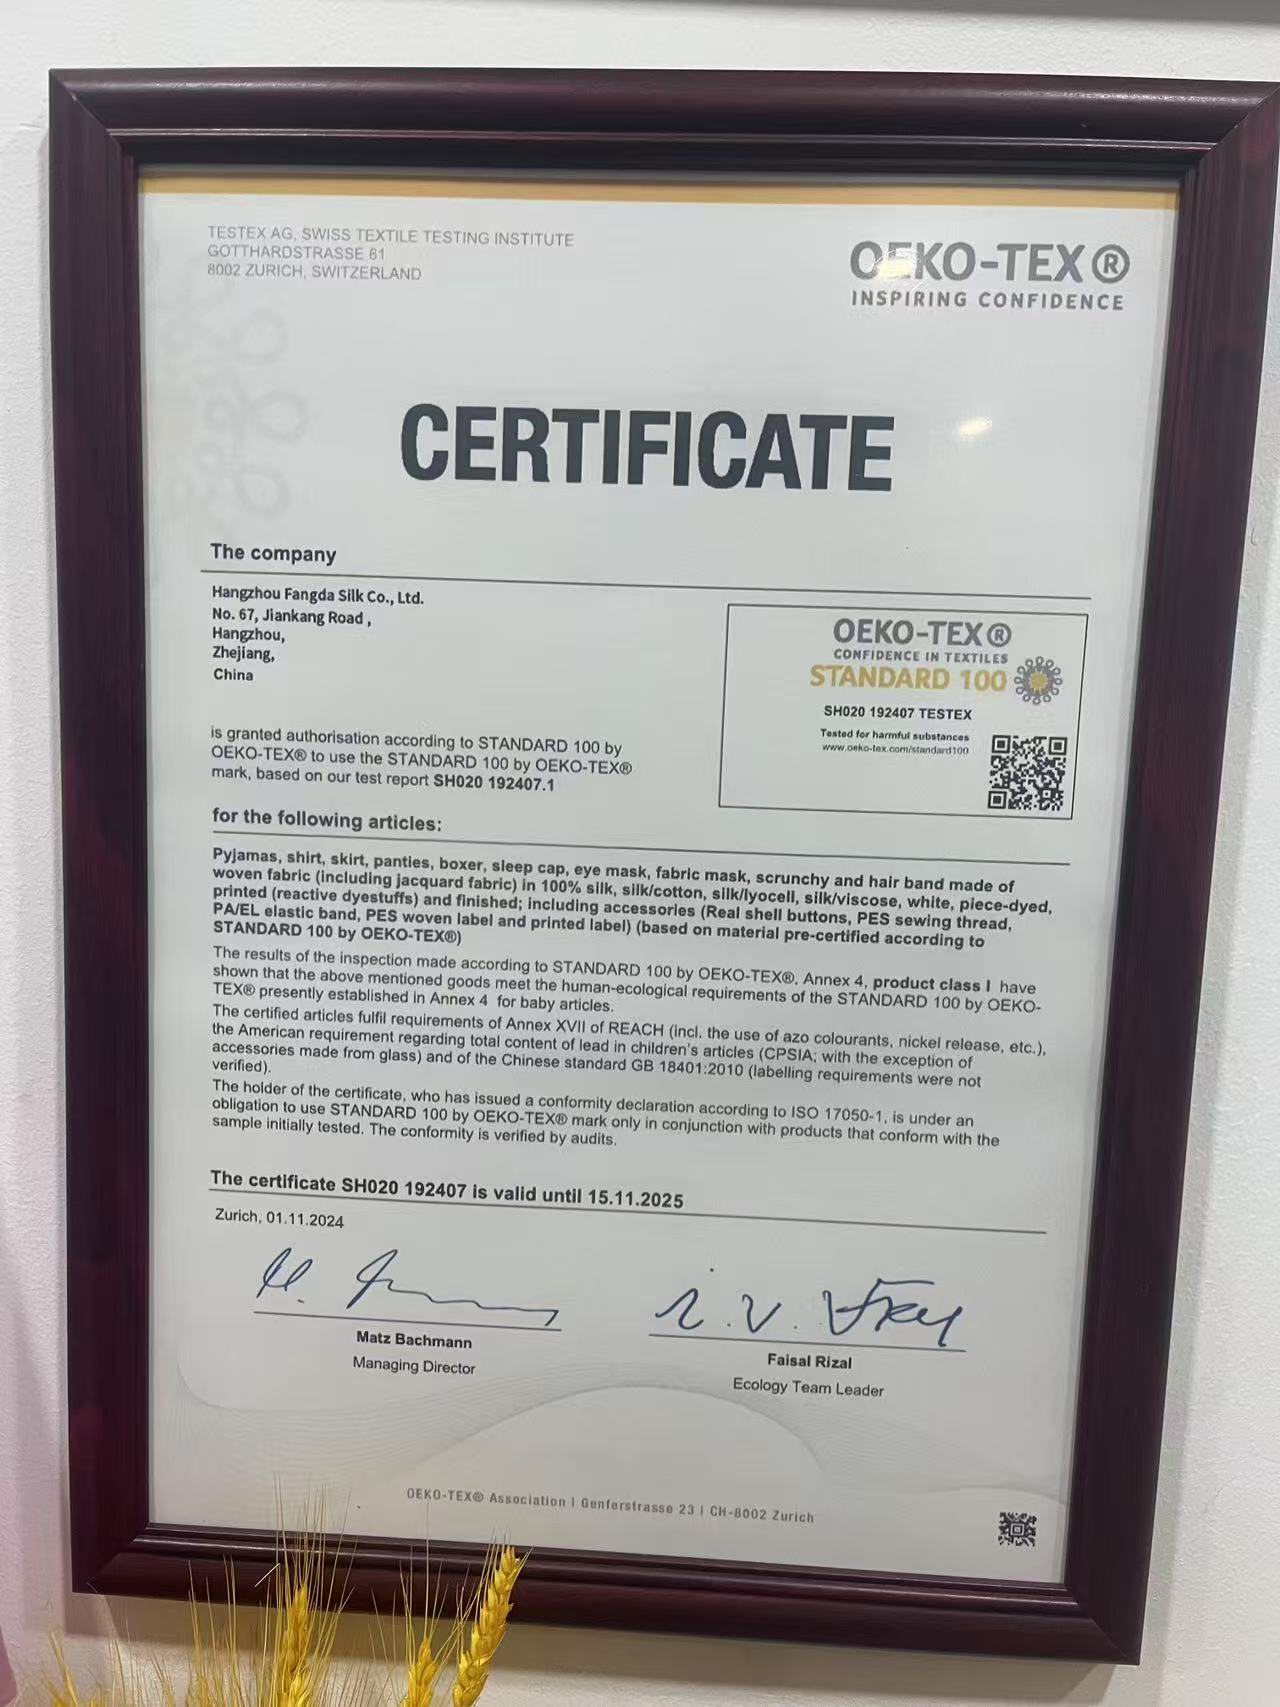 TESTEX AG, SWISS TEXTILE TESTING INSTITUTE
GOTTHARDSTRASSE 61
8002 ZURICH, SWITZERLAND
OEKO-TEX®
INSPIRING CONFIDENCE
CERTIFICATE
The company
Hangzhou Fangda Silk Co., Ltd.
No. 67, Jiankang Road ,
Hangzhou,
Zhejiang,
China
OEKO-TEX®
CONFIDENCE IN TEXTILES
STANDARD 100
SH020 192407 TESTEX
Tested for harmful substances
www.oeko-tex.com/standard100
is granted authorisation according to STANDARD 100 by
OEKO-TEX® to use the STANDARD 100 by OEKO-TEX®
mark, based on our test report SH020 192407.1
for the following articles:
Pyjamas, shirt, skirt, panties, boxer, sleep cap, eye mask, fabric mask, scrunchy and hair band made of
woven fabric (including jacquard fabric) in 100% silk, silk/cotton, silk/lyocell, silk/viscose, white, piece-dyed,
printed (reactive dyestuffs) and finished; including accessories (Real shell buttons, PES sewing thread,
PA/EL elastic band, PES woven label and printed label) (based on material pre-certified according to
STANDARD 100 by OEKO-TEX®)
The results of the inspection made according to STANDARD 100 by OEKO-TEX®, Annex 4, product class I have
shown that the above mentioned goods meet the human-ecological requirements of the STANDARD 100 by OEKO-
TEX® presently established in Annex 4 for baby articles.
The certified articles fulfil requirements of Annex XVII of REACH (incl. the use of azo colourants, nickel release, etc.),
the American requirement regarding total content of lead in children's articles (CPSIA; with the exception of
accessories made from glass) and of the Chinese standard GB 18401:2010 (labelling requirements were not
verified).
The holder of the certificate, who has issued a conformity declaration according to ISO 17050-1, is under an
obligation to use STANDARD 100 by OEKO-TEX® mark only in conjunction with products that conform with the
sample initially tested. The conformity is verified by audits.
The certificate SH020 192407 is valid until 15.11.2025
Zurich, 01.11.2024
Matz Bachmann
Managing Director
Faisal Rizal
Ecology Team Leader
OEKO-TEX® Association | Genferstrasse 23 | CH-8002 Zurich